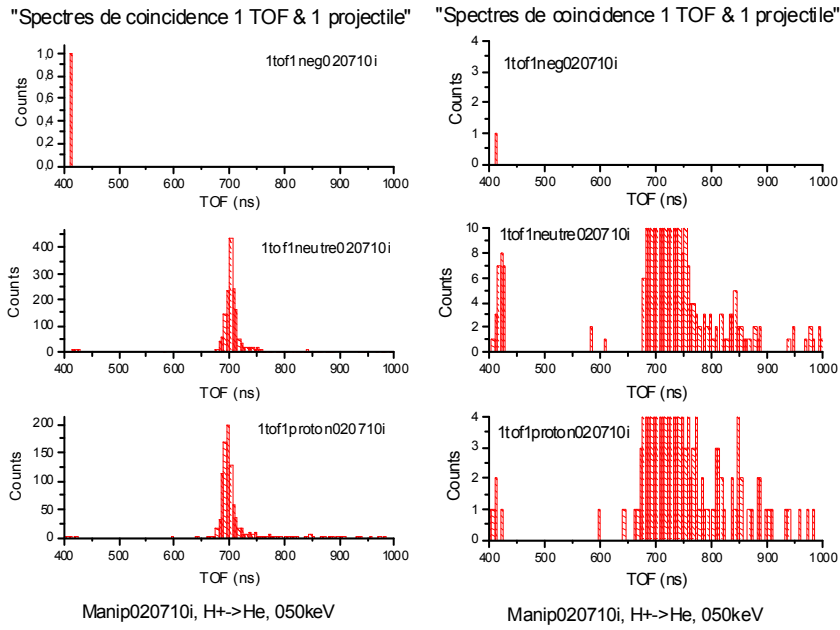 "Spectres de coincidence 1 TOF & 1 projectile"
1,0
0,8
0,6
0,4
0,2
0,0
Counts
1tof1neg020710i
400 500 600 700 800 900 1000
TOF (ns)
400
300
200
100
0
Counts
1tof1neutre020710i
400 500 600 700 800 900 1000
TOF (ns)
200
150
100
50
0
Counts
1tof1proton020710i
400 500 600 700 800 900 1000
TOF (ns)
Manip020710i, H+->He, 050keV
"Spectres de coincidence 1 TOF & 1 projectile"
4
3
2
1
0
Counts
1tof1neg020710i
400 500 600 700 800 900 1000
TOF (ns)
10
8
6
4
2
0
Counts
1tof1neutre020710i
400 500 600 700 800 900 1000
TOF (ns)
4
3
2
1
0
Counts
1tof1proton020710i
400 500 600 700 800 900 1000
TOF (ns)
Manip020710i, H+->He, 050keV